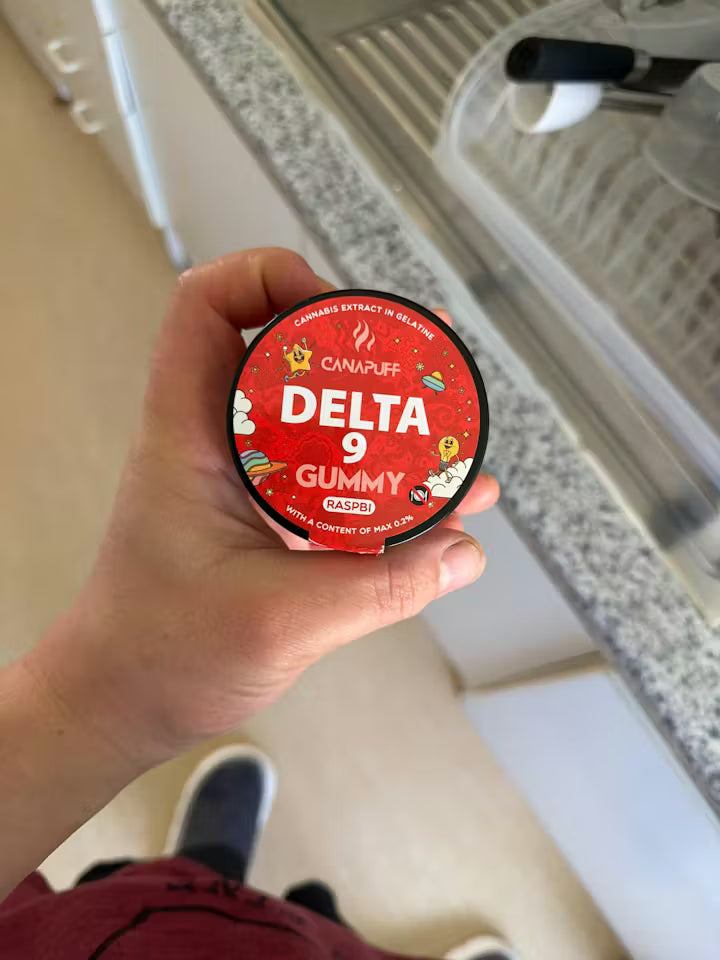 CANNABIS EXTRACT IN GELATINE
CANAPUFF
DELTA
9
GUMMY
RASPBI
WITH A CONTENT OF MAX 0.2%